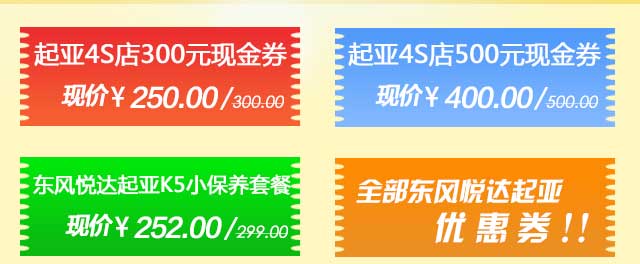 起亚4S店300元现金券
现价￥250.00/300.00
起亚4S店500元现金券
现价￥400.00/500.00
东风悦达起亚K5小保养套餐
现价￥252.00/299.00
全部东风悦达起亚
优惠券!!